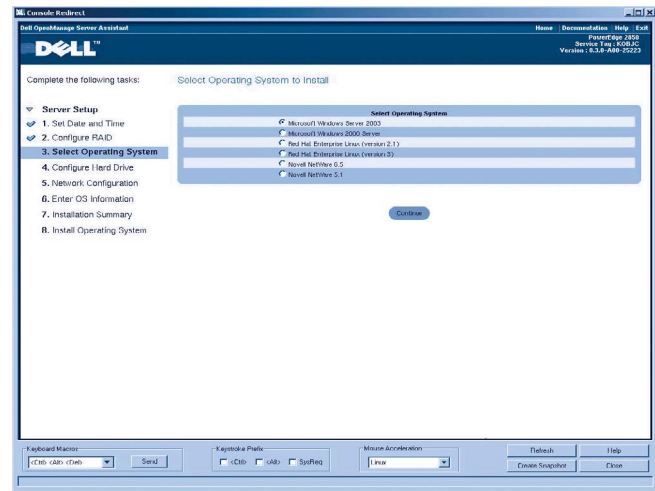 Console Redirect
Dell OpenManage Server Assistant
Home Documentation Help Exit
DELL™
PowerEdge 2850
Service Tag : K0BJC
Version : 8.3.0-A00-25223
Complete the following tasks:
Select Operating System to Install
Server Setup
1. Set Date and Time
2. Configure RAID
3. Select Operating System
4. Configure Hard Drive
5. Network Configuration
6. Enter OS Information
7. Installation Summary
8. Install Operating System
Select Operating System
Microsoft Windows Server 2003
Microsoft Windows 2000 Server
Red Hat Enterprise Linux (version 2.1)
Red Hat Enterprise Linux (version 3)
Novell NetWare 6.5
Novell NetWare 5.1
Continue
Keyboard Macros
<Ctrl> <Alt> <Del>
Send
Keystroke Prefix
<Ctrl> <Alt> SysReq
Mouse Acceleration
Linux
Refresh
Help
Create Snapshot
Close